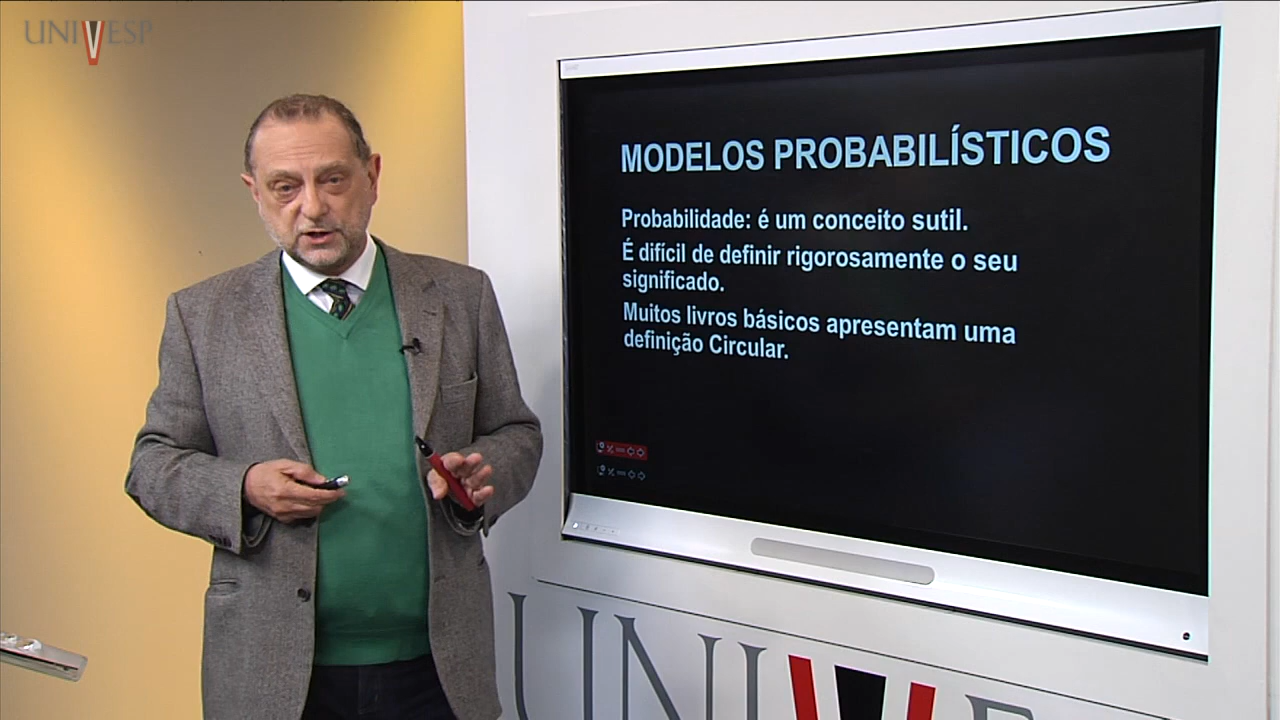 UNIVESP
MODELOS PROBABILÍSTICOS
Probabilidade: é um conceito sutil.
É difícil de definir rigorosamente o seu
significado.
Muitos livros básicos apresentam uma
definição Circular.
UNIVE